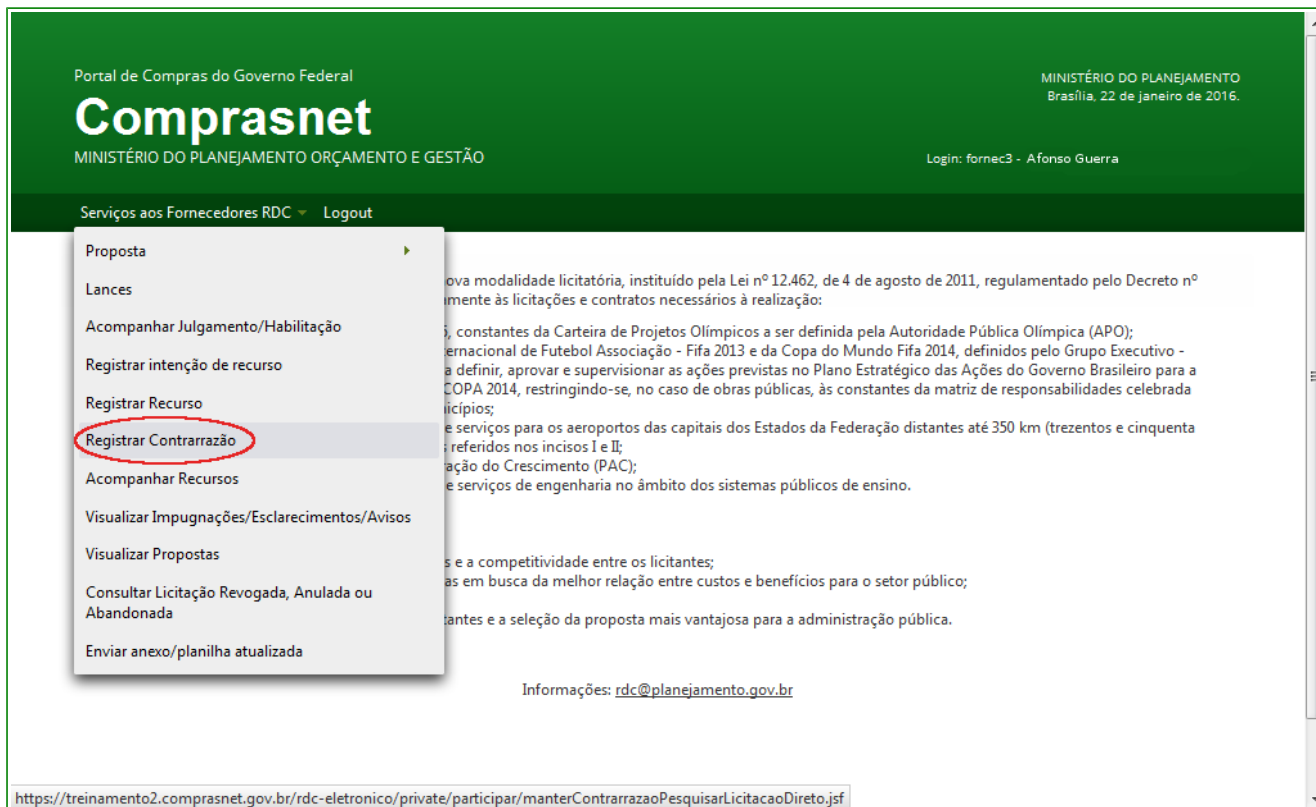 Portal de Compras do Governo Federal
MINISTÉRIO DO PLANEJAMENTO
Brasília, 22 de janeiro de 2016.
Comprasnet
MINISTÉRIO DO PLANEJAMENTO ORÇAMENTO E GESTÃO
Login: fornec3 - Afonso Guerra
Serviços aos Fornecedores RDC Logout
Proposta
Lances
Acompanhar Julgamento/Habilitação
Registrar intenção de recurso
Registrar Recurso
Registrar Contrarrazão
Acompanhar Recursos
Visualizar Impugnações/Esclarecimentos/Avisos
Visualizar Propostas
Consultar Licitação Revogada, Anulada ou
Abandonada
Enviar anexo/planilha atualizada
ova modalidade licitatória, instituído pela Lei nº 12.462, de 4 de agosto de 2011, regulamentado pelo Decreto nº
mente às licitações e contratos necessários à realização:
, constantes da Carteira de Projetos Olímpicos a ser definida pela Autoridade Pública Olímpica (APO);
ernacional de Futebol Associação - Fifa 2013 e da Copa do Mundo Fifa 2014, definidos pelo Grupo Executivo -
a definir, aprovar e supervisionar as ações previstas no Plano Estratégico das Ações do Governo Brasileiro para a
COPA 2014, restringindo-se, no caso de obras públicas, às constantes da matriz de responsabilidades celebrada
icípios;
e serviços para os aeroportos das capitais dos Estados da Federação distantes até 350 km (trezentos e cinquenta
s referidos nos incisos I e II;
ração do Crescimento (PAC);
e serviços de engenharia no âmbito dos sistemas públicos de ensino.
s e a competitividade entre os licitantes;
as em busca da melhor relação entre custos e benefícios para o setor público;
tantes e a seleção da proposta mais vantajosa para a administração pública.
Informações: rdc@planejamento.gov.br
https://treinamento2.comprasnet.gov.br/rdc-eletronico/private/participar/manterContrarrazaoPesquisarLicitacaoDireto.jsf